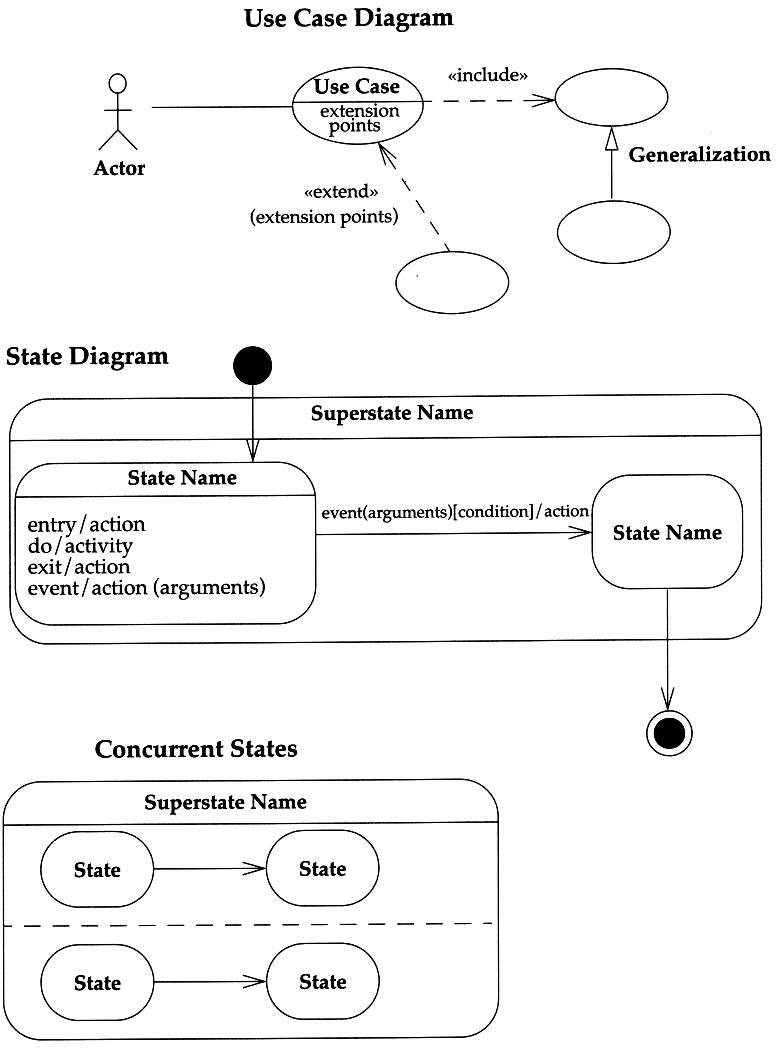 Use Case Diagram
«include»
Use Case
extension
points
Generalization
Actor
«extend»
(extension points)
State Diagram
Superstate Name
State Name
event(arguments)[condition]/action
entry/action
do/activity
exit/action
event/action (arguments)
State Name
Concurrent States
Superstate Name
State
State
State
State